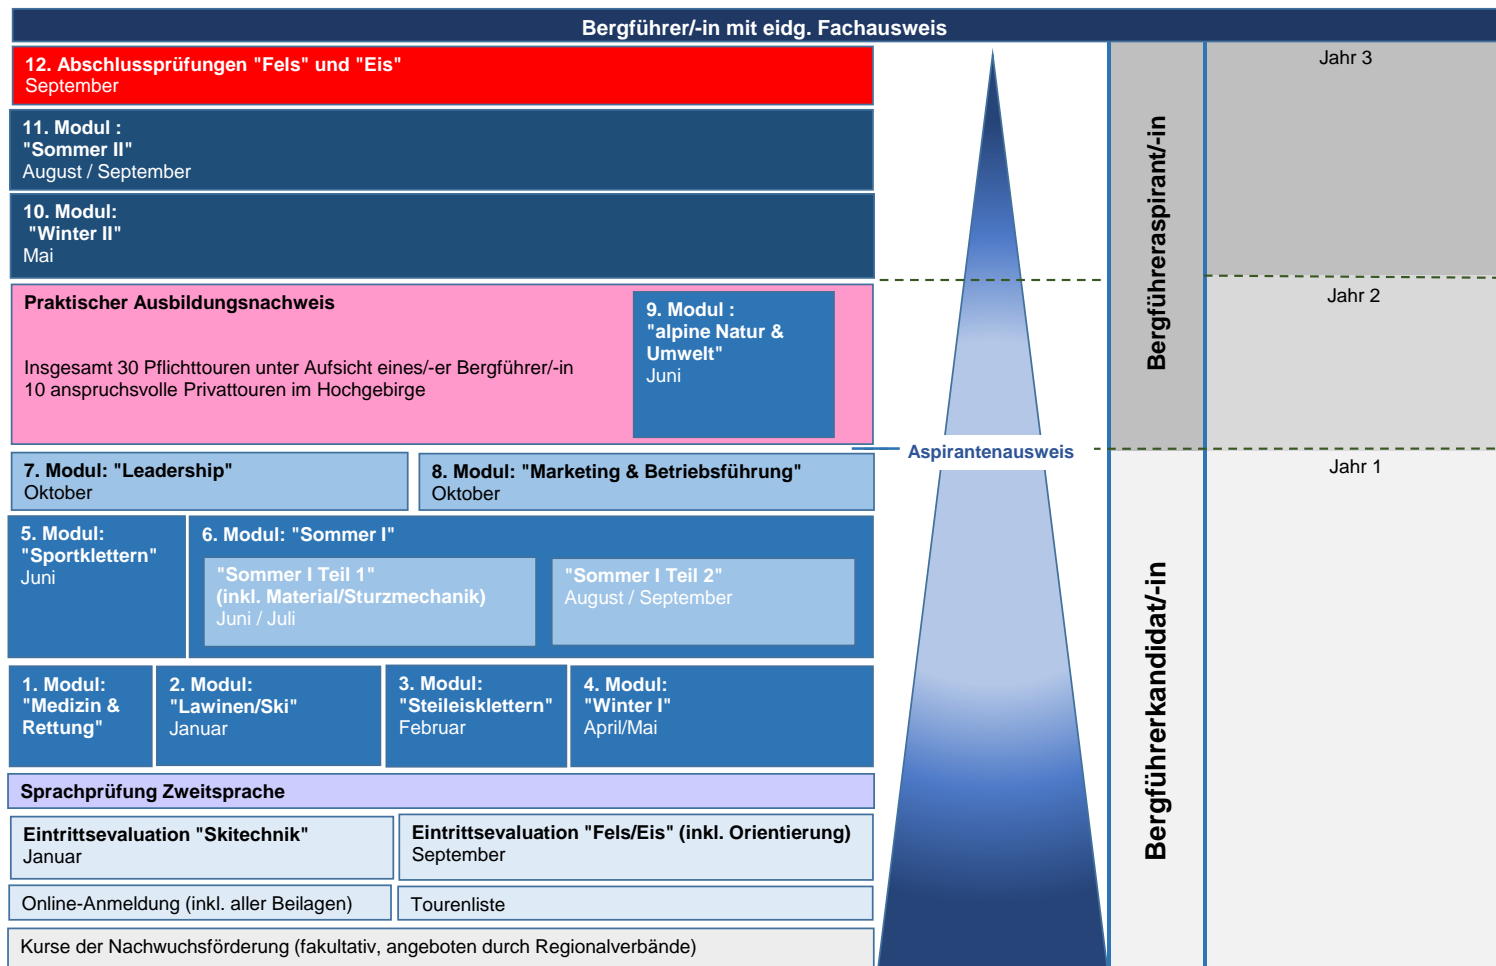 Bergführer/-in mit eidg. Fachausweis
12. Abschlussprüfungen "Fels" und "Eis"
September
11. Modul :
"Sommer II"
August / September
10. Modul:
"Winter II"
Mai
Praktischer Ausbildungsnachweis
Insgesamt 30 Pflichttouren unter Aufsicht eines/-er Bergführer/-in
10 anspruchsvolle Privattouren im Hochgebirge
9. Modul :
"alpine Natur &
Umwelt"
Juni
7. Modul: "Leadership"
Oktober
8. Modul: "Marketing & Betriebsführung"
Oktober
5. Modul:
"Sportklettern"
Juni
6. Modul: "Sommer I"
"Sommer I Teil 1"
(inkl. Material/Sturzmechanik)
Juni / Juli
"Sommer I Teil 2"
August / September
1. Modul:
"Medizin &
Rettung"
2. Modul:
"Lawinen/Ski"
Januar
3. Modul:
"Steileisklettern"
Februar
4. Modul:
"Winter I"
April/Mai
Sprachprüfung Zweitsprache
Eintrittsevaluation "Skitechnik"
Januar
Eintrittsevaluation "Fels/Eis" (inkl. Orientierung)
September
Online-Anmeldung (inkl. aller Beilagen)
Tourenliste
Kurse der Nachwuchsförderung (fakultativ, angeboten durch Regionalverbände)
Aspirantenausweis
Bergführeraspirant/-in
Bergführerkandidat/-in
Jahr 3
Jahr 2
Jahr 1